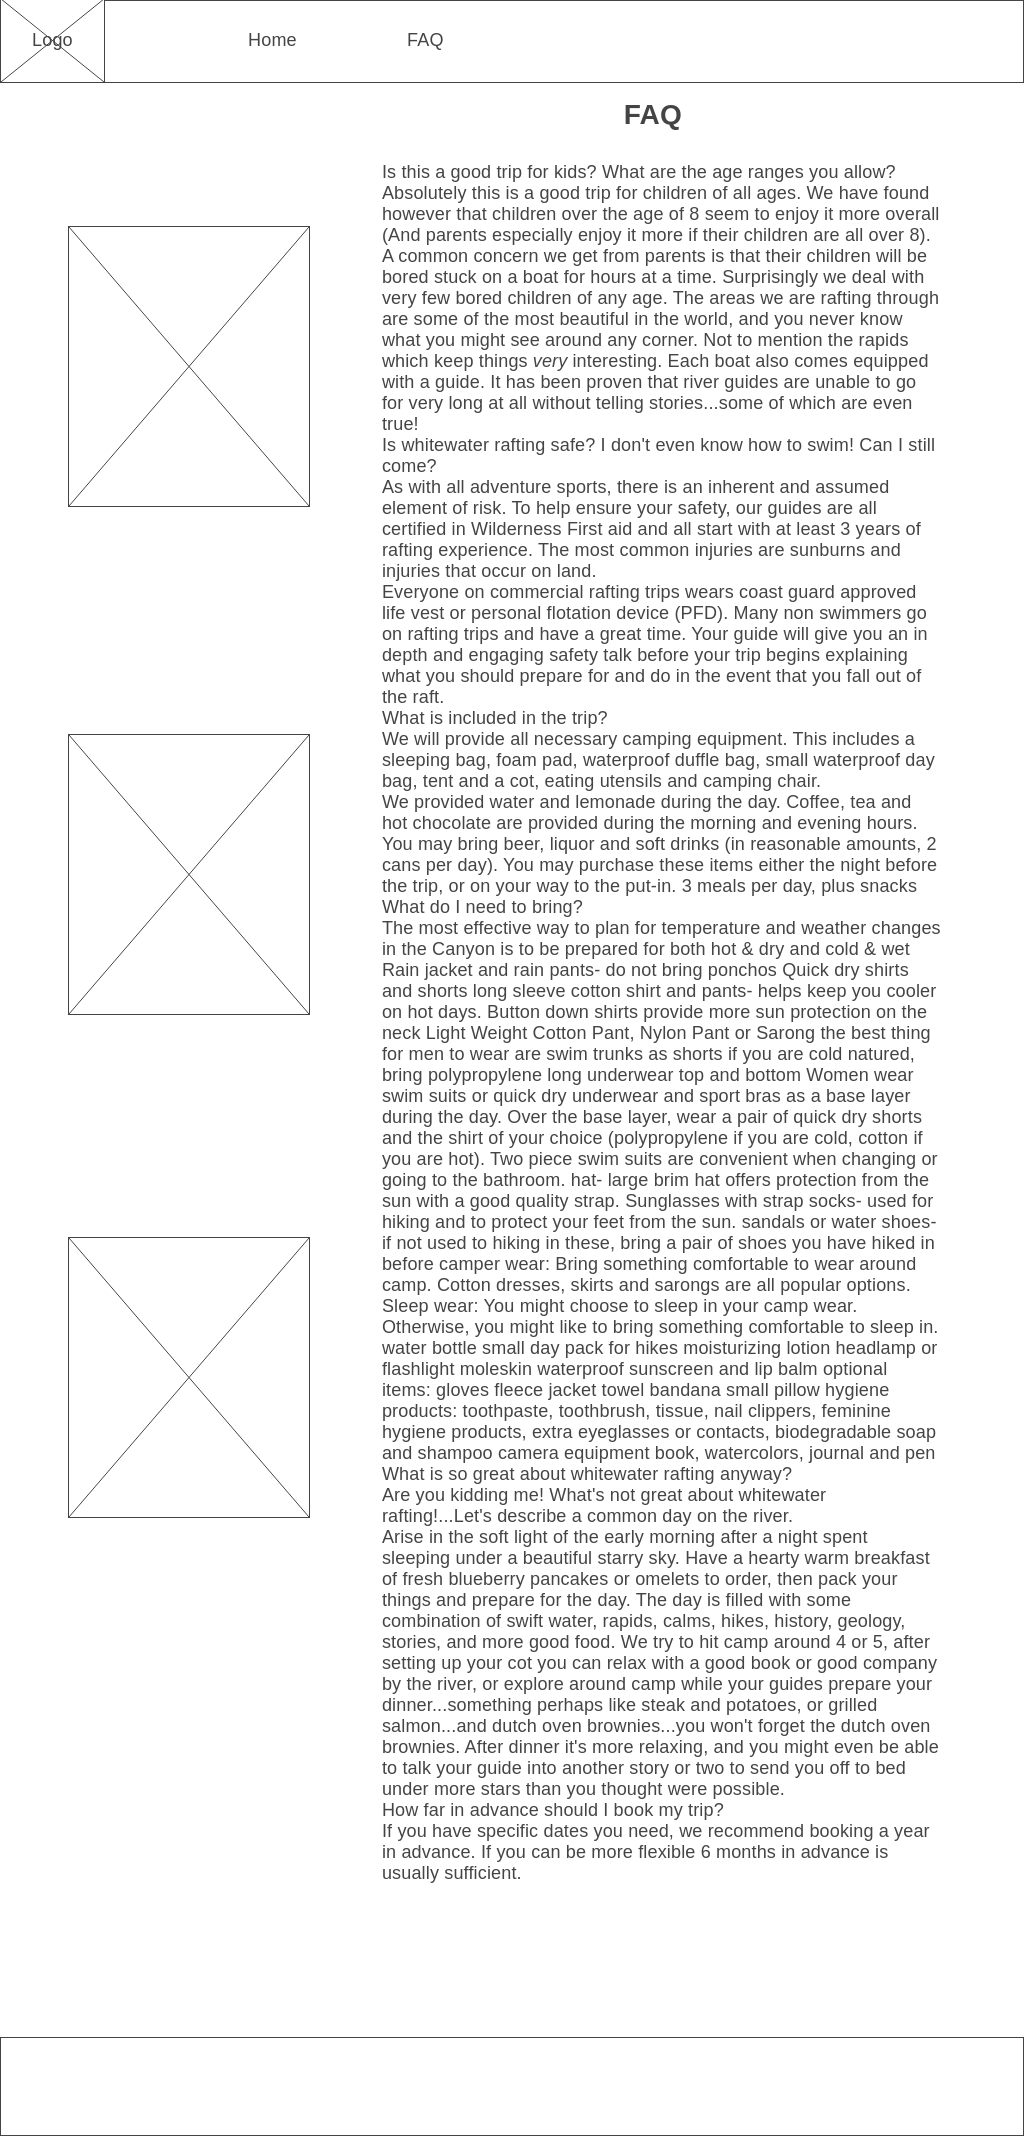 Logo
Home
FAQ
FAQ
Is this a good trip for kids? What are the age ranges you allow?
Absolutely this is a good trip for children of all ages. We have found
however that children over the age of 8 seem to enjoy it more overall
(And parents especially enjoy it more if their children are all over 8).
A common concern we get from parents is that their children will be
bored stuck on a boat for hours at a time. Surprisingly we deal with
very few bored children of any age. The areas we are rafting through
are some of the most beautiful in the world, and you never know
what you might see around any corner. Not to mention the rapids
which keep things very interesting. Each boat also comes equipped
with a guide. It has been proven that river guides are unable to go
for very long at all without telling stories...some of which are even
true!
Is whitewater rafting safe? I don't even know how to swim! Can I still
come?
As with all adventure sports, there is an inherent and assumed
element of risk. To help ensure your safety, our guides are all
certified in Wilderness First aid and all start with at least 3 years of
rafting experience. The most common injuries are sunburns and
injuries that occur on land.
Everyone on commercial rafting trips wears coast guard approved
life vest or personal flotation device (PFD). Many non swimmers go
on rafting trips and have a great time. Your guide will give you an in
depth and engaging safety talk before your trip begins explaining
what you should prepare for and do in the event that you fall out of
the raft.
What is included in the trip?
We will provide all necessary camping equipment. This includes a
sleeping bag, foam pad, waterproof duffle bag, small waterproof day
bag, tent and a cot, eating utensils and camping chair.
We provided water and lemonade during the day. Coffee, tea and
hot chocolate are provided during the morning and evening hours.
You may bring beer, liquor and soft drinks (in reasonable amounts, 2
cans per day). You may purchase these items either the night before
the trip, or on your way to the put-in. 3 meals per day, plus snacks
What do I need to bring?
The most effective way to plan for temperature and weather changes
in the Canyon is to be prepared for both hot & dry and cold & wet
Rain jacket and rain pants- do not bring ponchos Quick dry shirts
and shorts long sleeve cotton shirt and pants- helps keep you cooler
on hot days. Button down shirts provide more sun protection on the
neck Light Weight Cotton Pant, Nylon Pant or Sarong the best thing
for men to wear are swim trunks as shorts if you are cold natured,
bring polypropylene long underwear top and bottom Women wear
swim suits or quick dry underwear and sport bras as a base layer
during the day. Over the base layer, wear a pair of quick dry shorts
and the shirt of your choice (polypropylene if you are cold, cotton if
you are hot). Two piece swim suits are convenient when changing or
going to the bathroom. hat- large brim hat offers protection from the
sun with a good quality strap. Sunglasses with strap socks- used for
hiking and to protect your feet from the sun. sandals or water shoes-
if not used to hiking in these, bring a pair of shoes you have hiked in
before camper wear: Bring something comfortable to wear around
camp. Cotton dresses, skirts and sarongs are all popular options.
Sleep wear: You might choose to sleep in your camp wear.
Otherwise, you might like to bring something comfortable to sleep in.
water bottle small day pack for hikes moisturizing lotion headlamp or
flashlight moleskin waterproof sunscreen and lip balm optional
items: gloves fleece jacket towel bandana small pillow hygiene
products: toothpaste, toothbrush, tissue, nail clippers, feminine
hygiene products, extra eyeglasses or contacts, biodegradable soap
and shampoo camera equipment book, watercolors, journal and pen
What is so great about whitewater rafting anyway?
Are you kidding me! What's not great about whitewater
rafting!...Let's describe a common day on the river.
Arise in the soft light of the early morning after a night spent
sleeping under a beautiful starry sky. Have a hearty warm breakfast
of fresh blueberry pancakes or omelets to order, then pack your
things and prepare for the day. The day is filled with some
combination of swift water, rapids, calms, hikes, history, geology,
stories, and more good food. We try to hit camp around 4 or 5, after
setting up your cot you can relax with a good book or good company
by the river, or explore around camp while your guides prepare your
dinner...something perhaps like steak and potatoes, or grilled
salmon...and dutch oven brownies...you won't forget the dutch oven
brownies. After dinner it's more relaxing, and you might even be able
to talk your guide into another story or two to send you off to bed
under more stars than you thought were possible.
How far in advance should I book my trip?
If you have specific dates you need, we recommend booking a year
in advance. If you can be more flexible 6 months in advance is
usually sufficient.